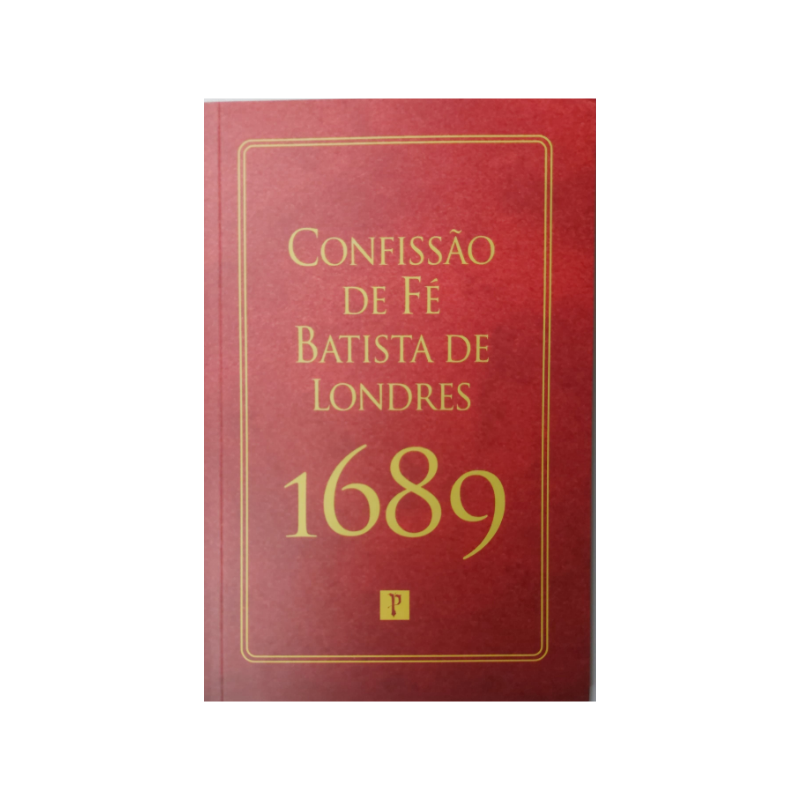 Confissão
de Fé
Batista de
Londres
1689
P